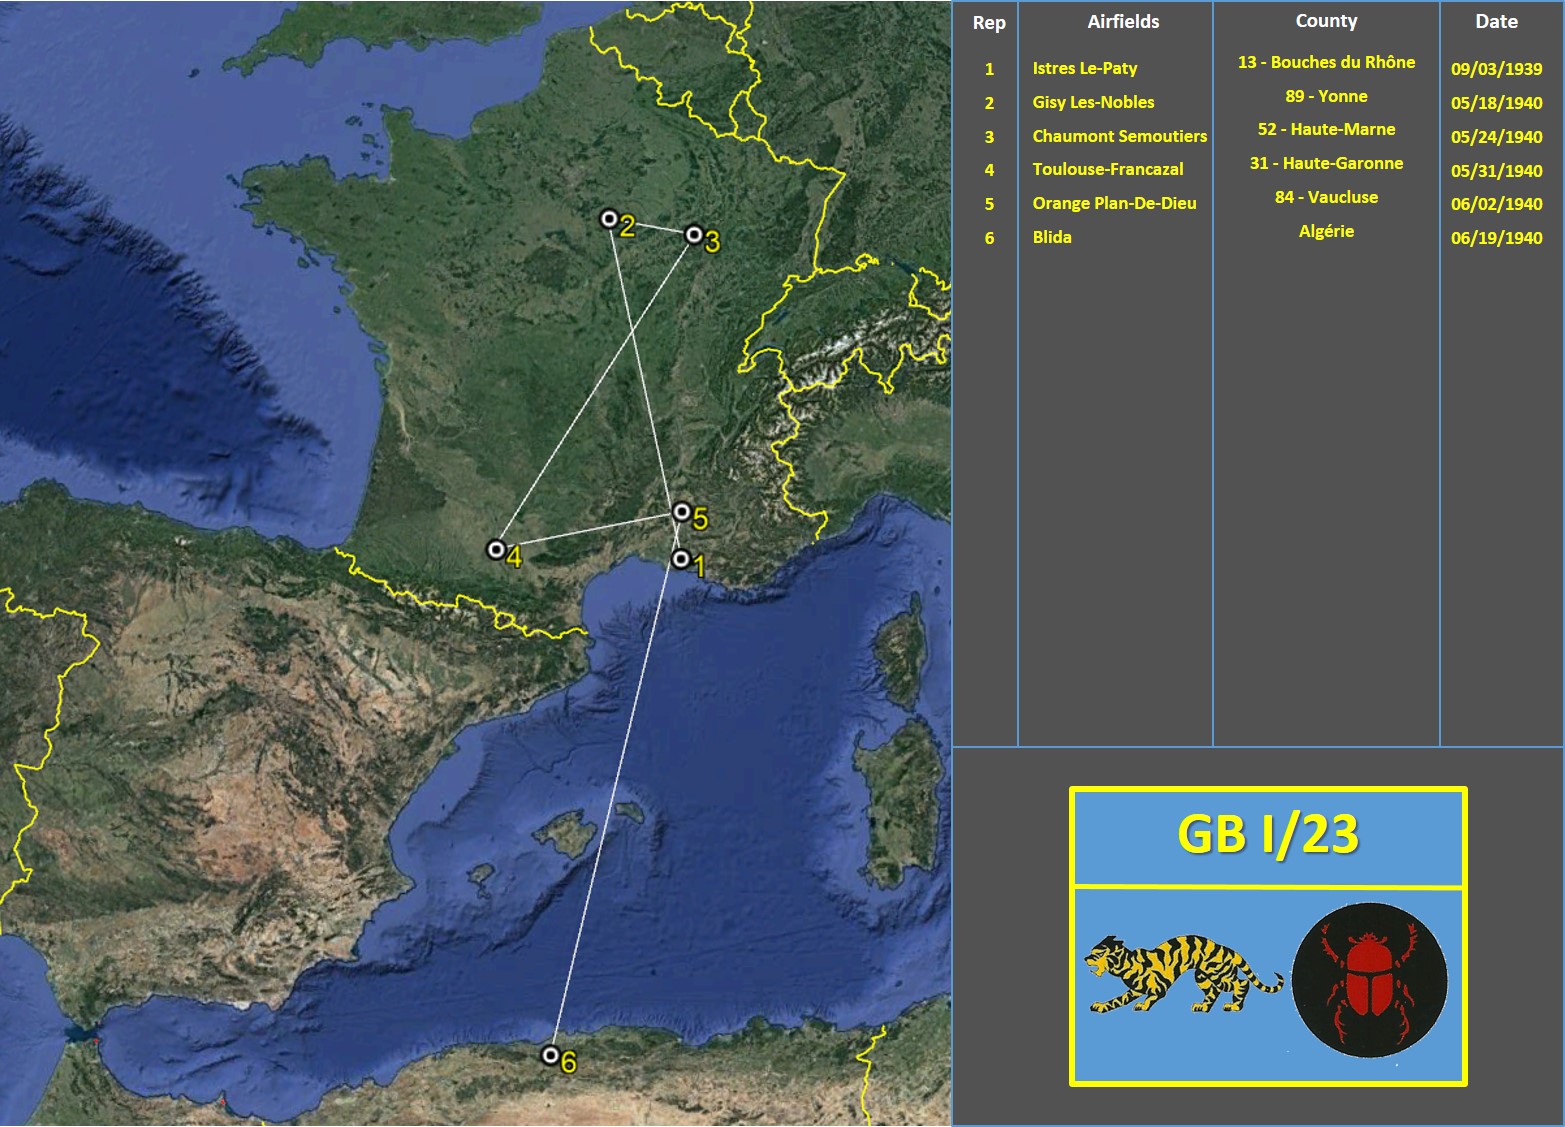 Rep Airfields County Date
1 Istres Le-Paty 13 - Bouches du Rhône 09/03/1939
2 Gisy Les-Nobles 89 - Yonne 05/18/1940
3 Chaumont Semoutiers 52 - Haute-Marne 05/24/1940
4 Toulouse-Francazal 31 - Haute-Garonne 05/31/1940
5 Orange Plan-De-Dieu 84 - Vaucluse 06/02/1940
6 Blida Algérie 06/19/1940
2
3
5
4
1
6
GB I/23